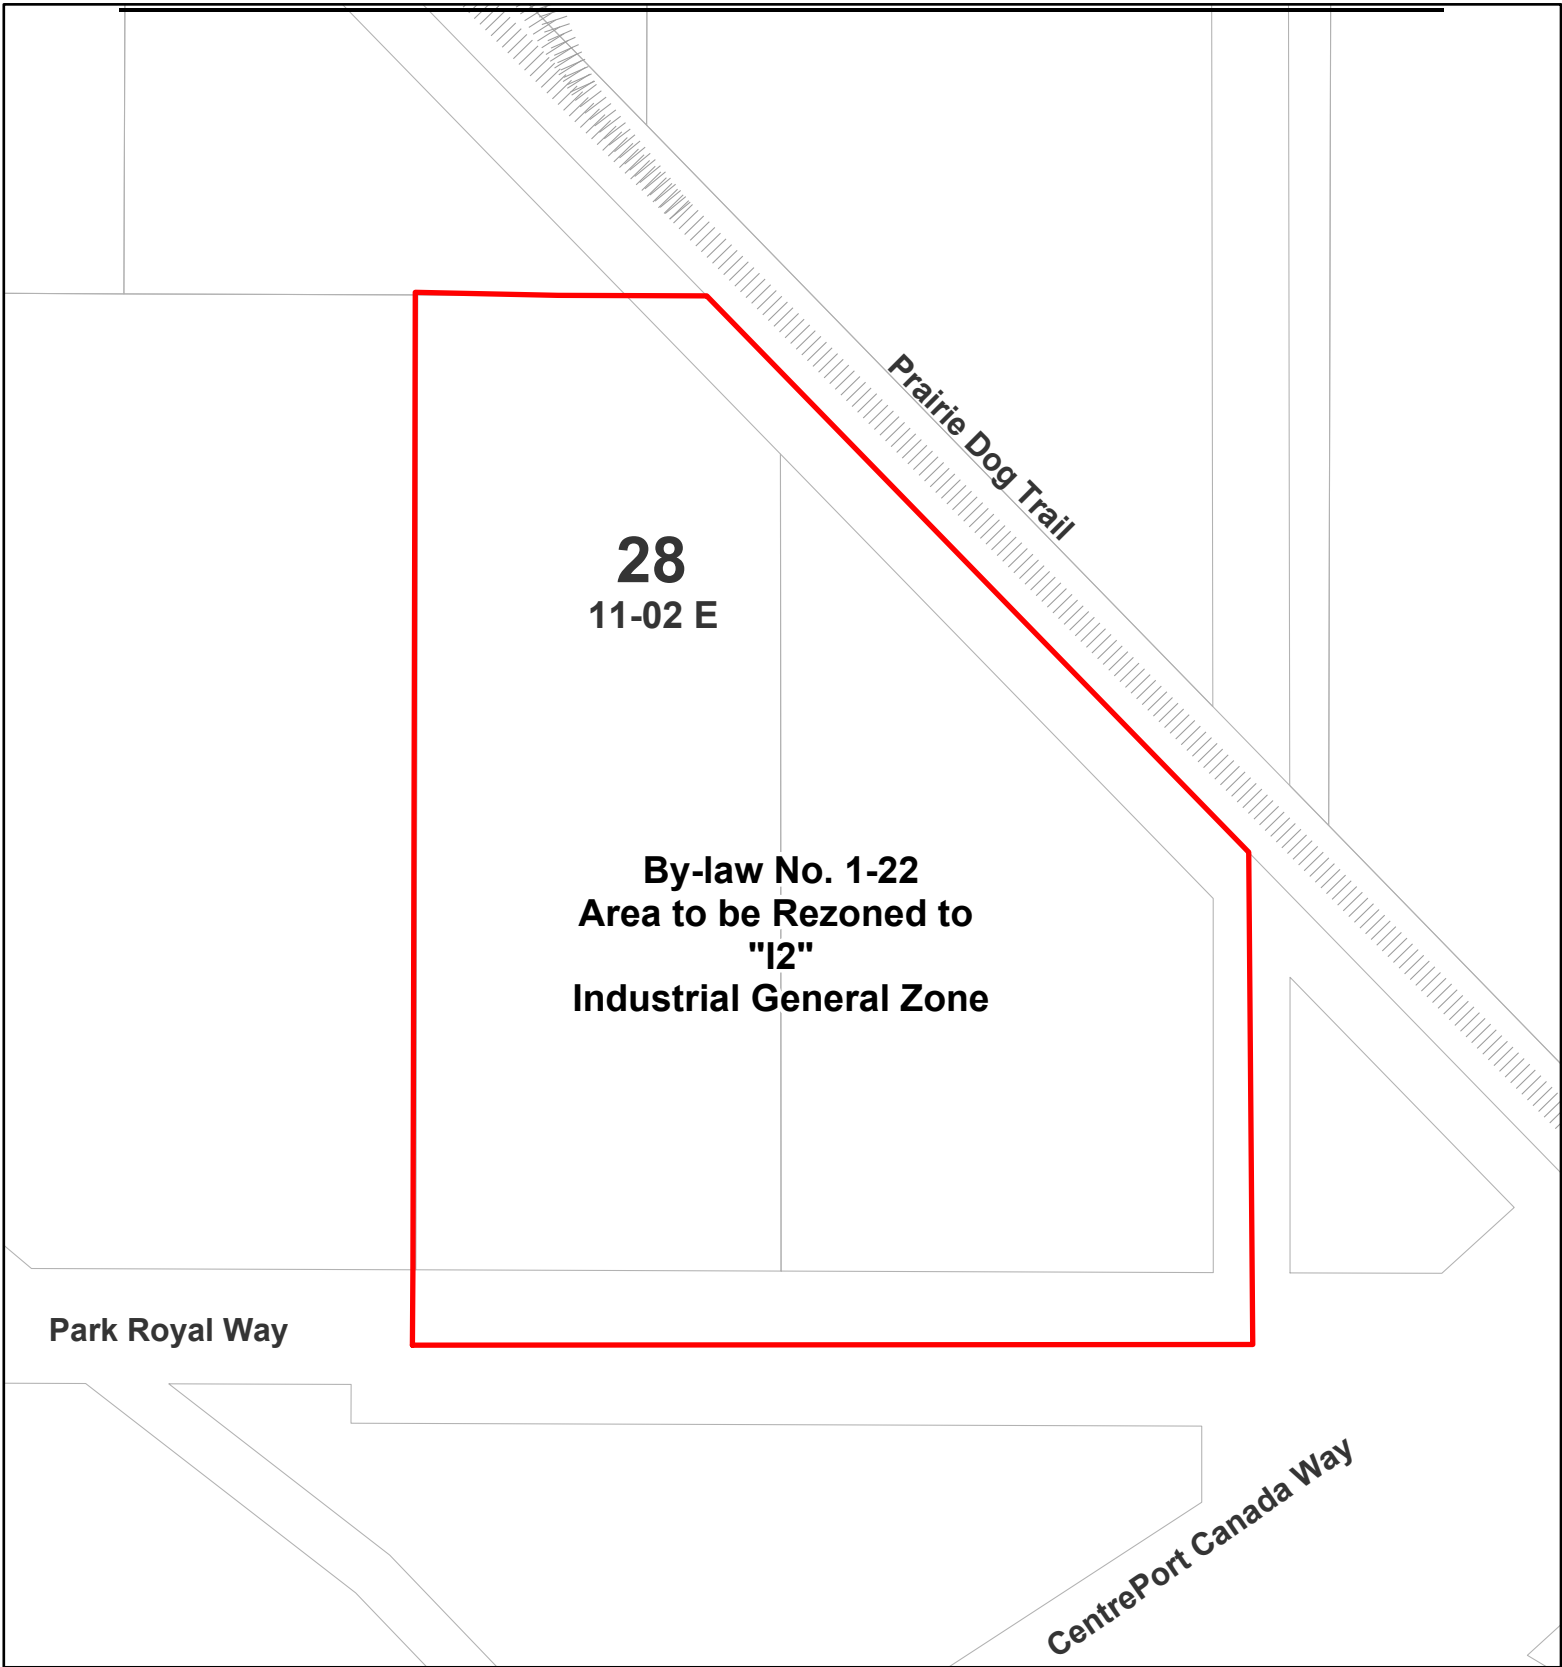 Prairie Dog Trail
28
11-02 E
By-law No. 1-22
Area to be Rezoned to
"I2"
Industrial General Zone
Park Royal Way
CentrePort Canada Way